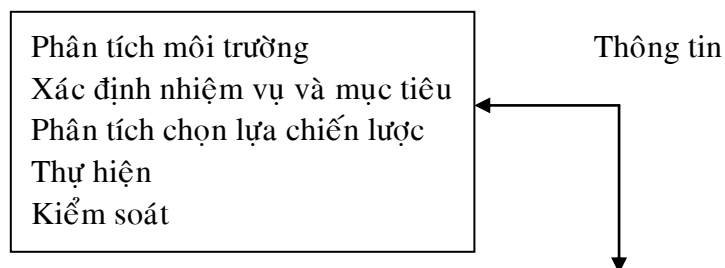 Phân tích môi trường
Thông tin
Xác định nhiệm vụ và mục tiêu
Phân tích chọn lựa chiến lược
Thự hiện
Kiểm soát